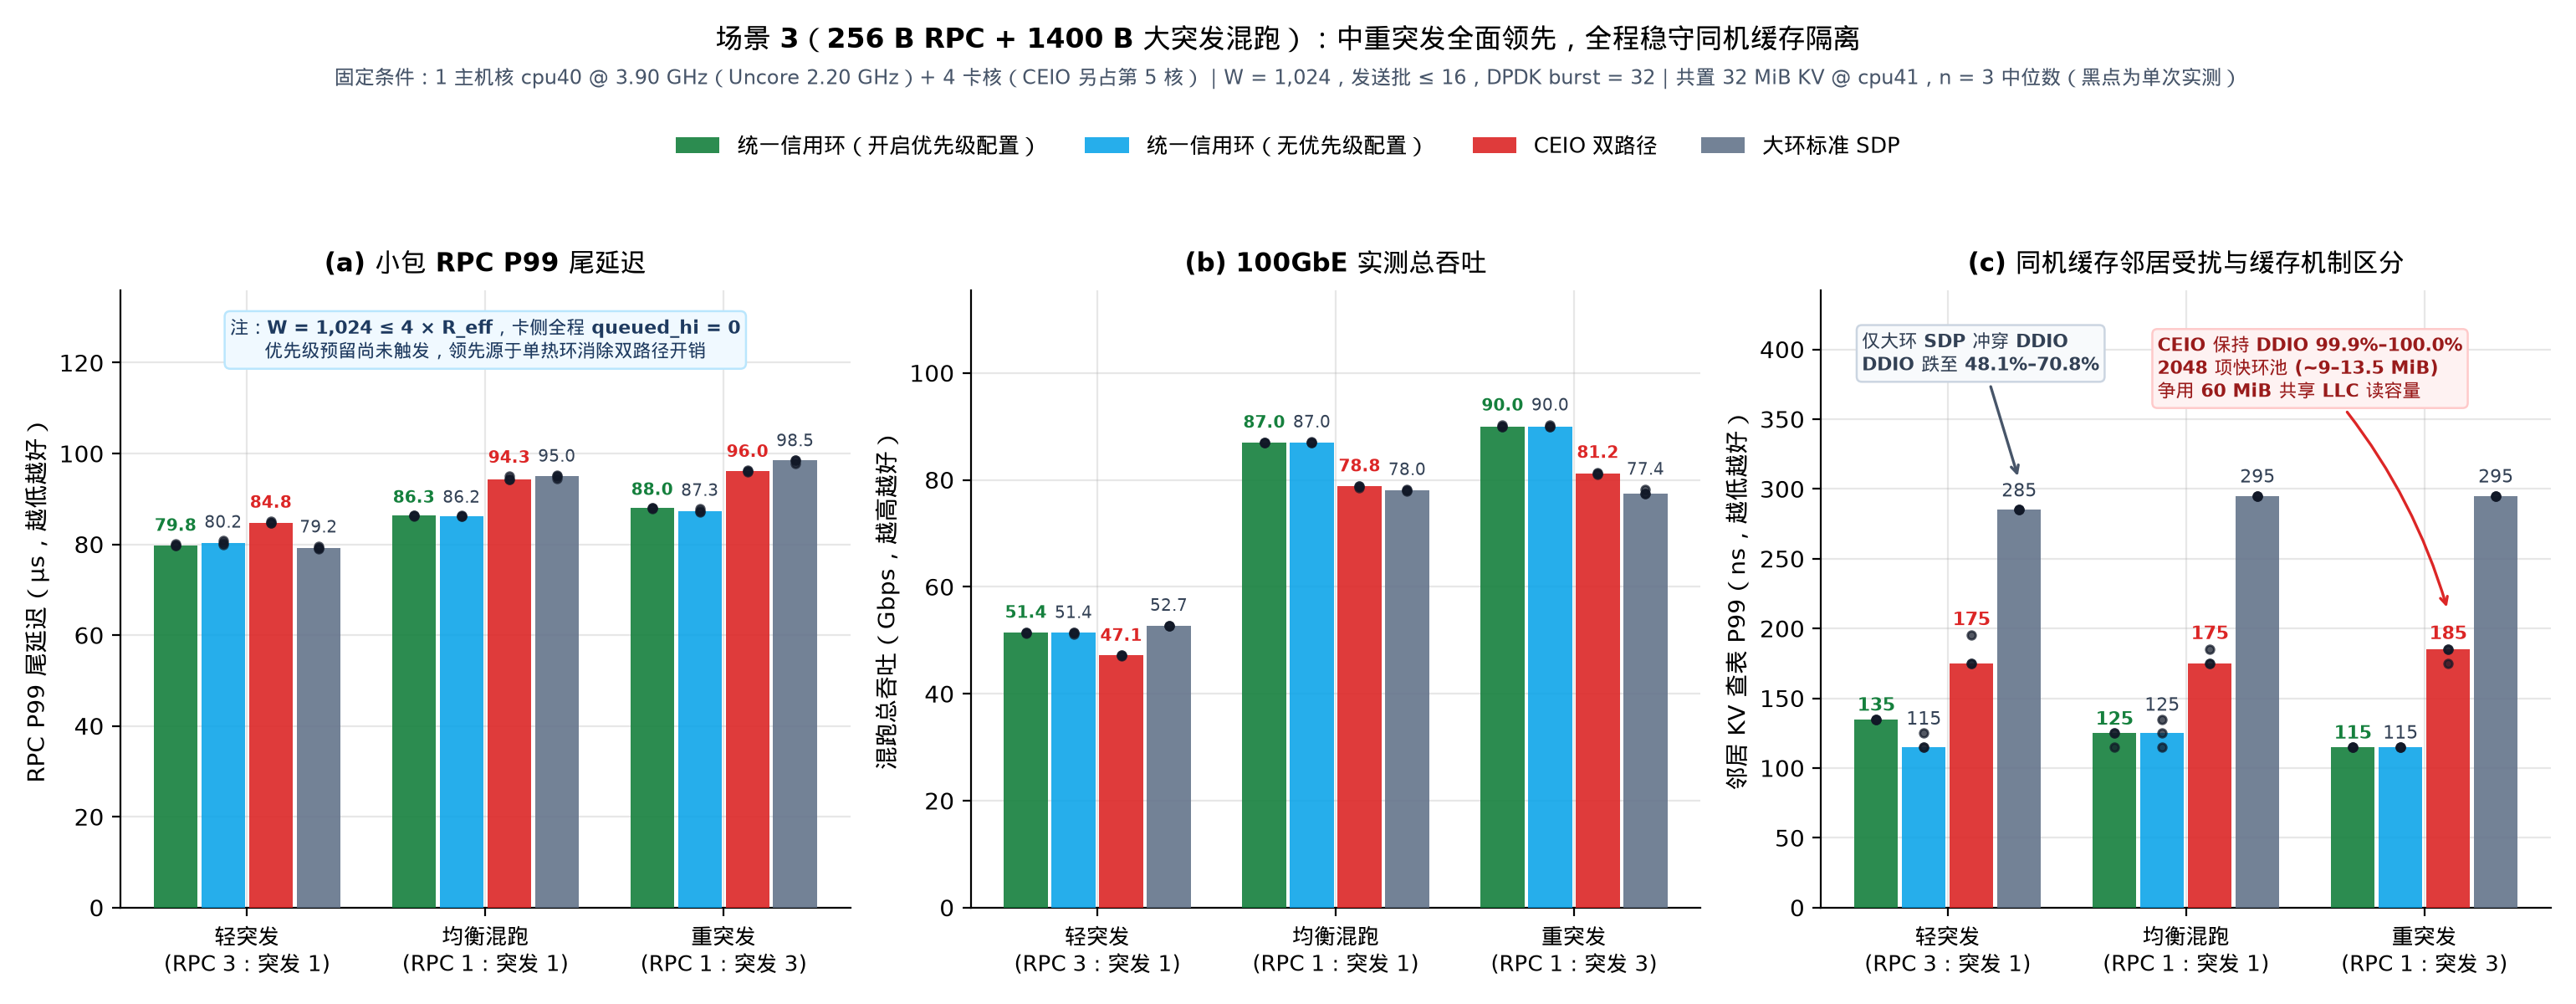 场景 3（256 B RPC + 1400 B 大突发混跑）：中重突发全面领先，全程稳守同机缓存隔离
固定条件：1 主机核 cpu40 @ 3.90 GHz（Uncore 2.20 GHz）+ 4 卡核（CEIO 另占第 5 核）| W = 1,024，发送批 ≤ 16，DPDK burst = 32 | 共置 32 MiB KV @ cpu41，n = 3 中位数（黑点为单次实测）
统一信用环（开启优先级配置）
统一信用环（无优先级配置）
CEIO 双路径
大环标准 SDP
(a) 小包 RPC P99 尾延迟
RPC P99 尾延迟（µs，越低越好）
120
100
80
60
40
20
0
注：W = 1,024 ≤ 4 × R_eff，卡侧全程 queued_hi = 0
优先级预留尚未触发，领先源于单热环消除双路径开销
79.8
80.2
84.8
79.2
86.3
86.2
94.3
95.0
88.0
87.3
96.0
98.5
轻突发
(RPC 3 : 突发 1)
均衡混跑
(RPC 1 : 突发 1)
重突发
(RPC 1 : 突发 3)
(b) 100GbE 实测总吞吐
混跑总吞吐（Gbps，越高越好）
100
80
60
40
20
0
51.4
51.4
47.1
52.7
87.0
87.0
78.8
78.0
90.0
90.0
81.2
77.4
轻突发
(RPC 3 : 突发 1)
均衡混跑
(RPC 1 : 突发 1)
重突发
(RPC 1 : 突发 3)
(c) 同机缓存邻居受扰与缓存机制区分
邻居 KV 查表 P99（ns，越低越好）
400
350
300
250
200
150
100
50
0
仅大环 SDP 冲穿 DDIO
DDIO 跌至 48.1%–70.8%
CEIO 保持 DDIO 99.9%–100.0%
2048 项快环池 (~9–13.5 MiB)
争用 60 MiB 共享 LLC 读容量
135
115
175
285
125
125
175
295
115
115
185
295
轻突发
(RPC 3 : 突发 1)
均衡混跑
(RPC 1 : 突发 1)
重突发
(RPC 1 : 突发 3)